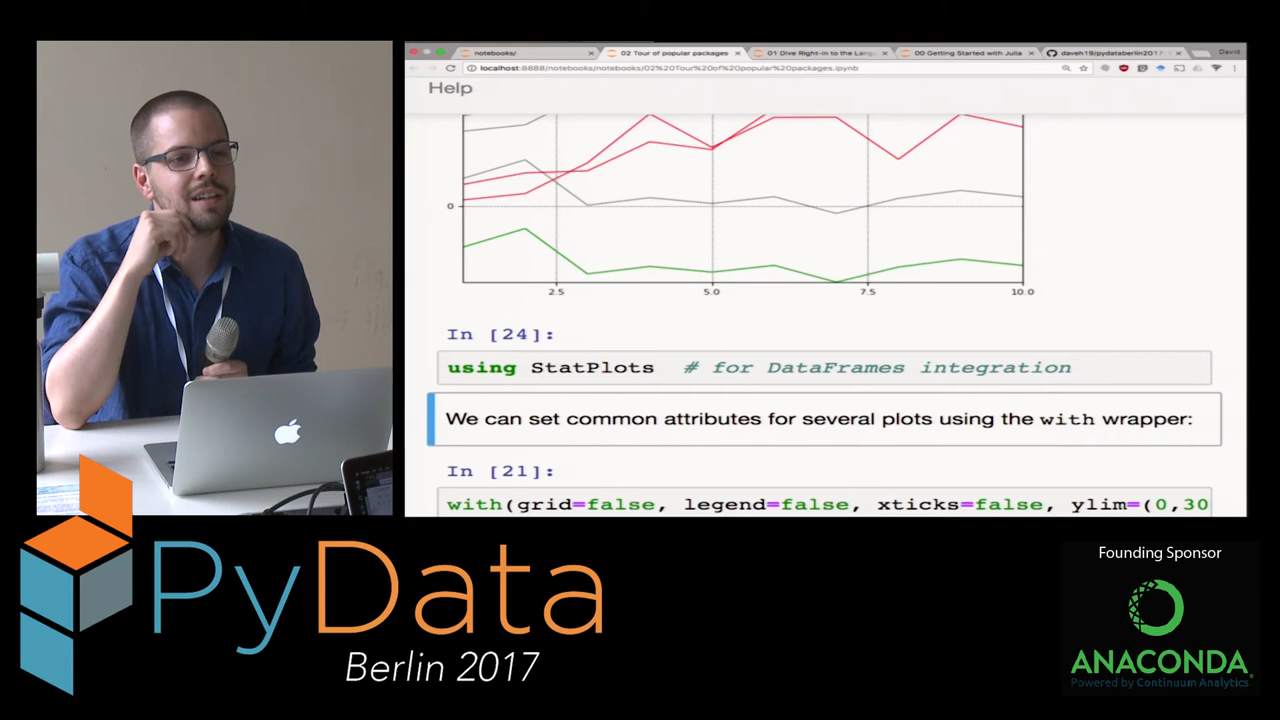 notebooks/
02 Tour of popular packages
01 Dive Right-in to the Langu
00 Getting Started with Julia
daveh19/pydataberlin2017
David
localhost:8888/notebooks/notebooks/02%20Tour%20of%20popular%20packages.ipynb
Help
0
2.5
5.0
7.5
10.0
In [24]:
using StatPlots # for DataFrames integration
We can set common attributes for several plots using the with wrapper:
In [21]:
with(grid=false, legend=false, xticks=false, ylim=(0,30
PyData
Berlin 2017
Founding Sponsor
ANACONDA
Powered by Continuum Analytics